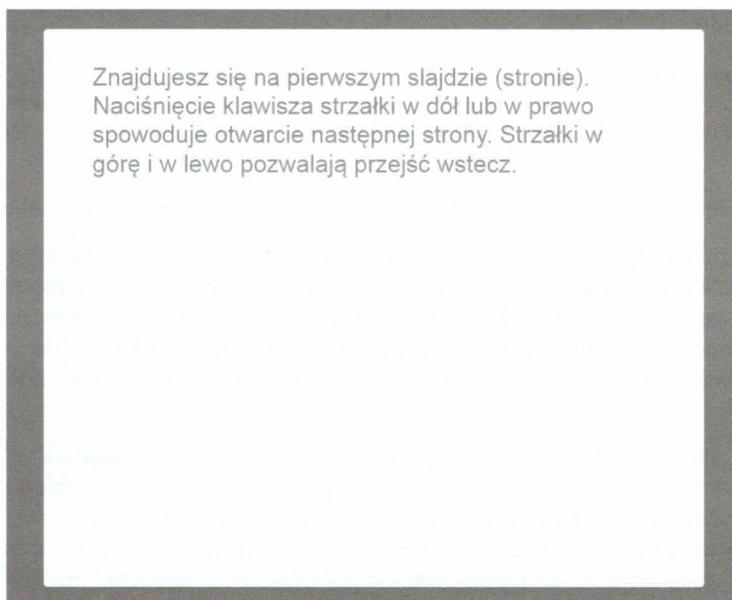 Znajdujesz się na pierwszym slajdzie (stronie).
Naciśnięcie klawisza strzałki w dół lub w prawo
spowoduje otwarcie następnej strony. Strzałki w
górę i w lewo pozwalają przejść wstecz.